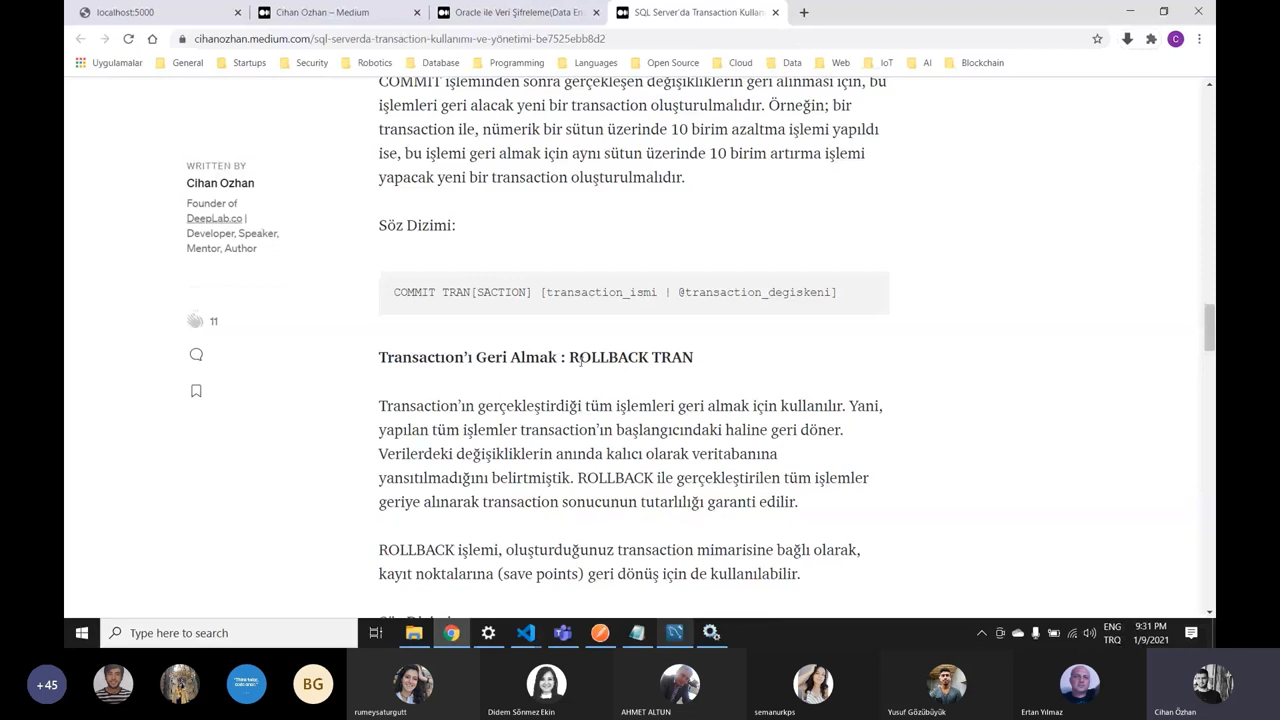 localhost:5000
Cihan Ozhan – Medium
Oracle ile Veri Şifreleme(Data En
SQL Server'da Transaction Kullan
cihanozhan.medium.com/sql-serverda-transaction-kullanımı-ve-yönetimi-be7525ebb8d2
C
Uygulamalar
General
Startups
Security
Robotics
Database
Programming
Languages
Open Source
Cloud
Data
Web
IoT
AI
Blockchain
COMMIT işleminden sonra gerçekleşen değişikliklerin geri alınması için, bu
işlemleri geri alacak yeni bir transaction oluşturulmalıdır. Örneğin; bir
transaction ile, nümerik bir sütun üzerinde 10 birim azaltma işlemi yapıldı
ise, bu işlemi geri almak için aynı sütun üzerinde 10 birim artırma işlemi
yapacak yeni bir transaction oluşturulmalıdır.
WRITTEN BY
Cihan Ozhan
Founder of
DeepLab.co |
Developer, Speaker,
Mentor, Author
11
Söz Dizimi:
COMMIT TRAN[SACTION] [transaction_ismi | @transaction_degiskeni]
Transactıon'ı Geri Almak : ROLLBACK TRAN
Transaction'ın gerçekleştirdiği tüm işlemleri geri almak için kullanılır. Yani,
yapılan tüm işlemler transaction'ın başlangıcındaki haline geri döner.
Verilerdeki değişikliklerin anında kalıcı olarak veritabanına
yansıtılmadığını belirtmiştik. ROLLBACK ile gerçekleştirilen tüm işlemler
geriye alınarak transaction sonucunun tutarlılığı garanti edilir.
ROLLBACK işlemi, oluşturduğunuz transaction mimarisine bağlı olarak,
kayıt noktalarına (save points) geri dönüş için de kullanılabilir.
Type here to search
ENG
TRQ
9:31 PM
1/9/2021
+45
BG
rumeysaturgutt
Didem Sönmez Ekin
AHMET ALTUN
semanurkps
Yusuf Gözübüyük
Ertan Yılmaz
Cihan Özhan